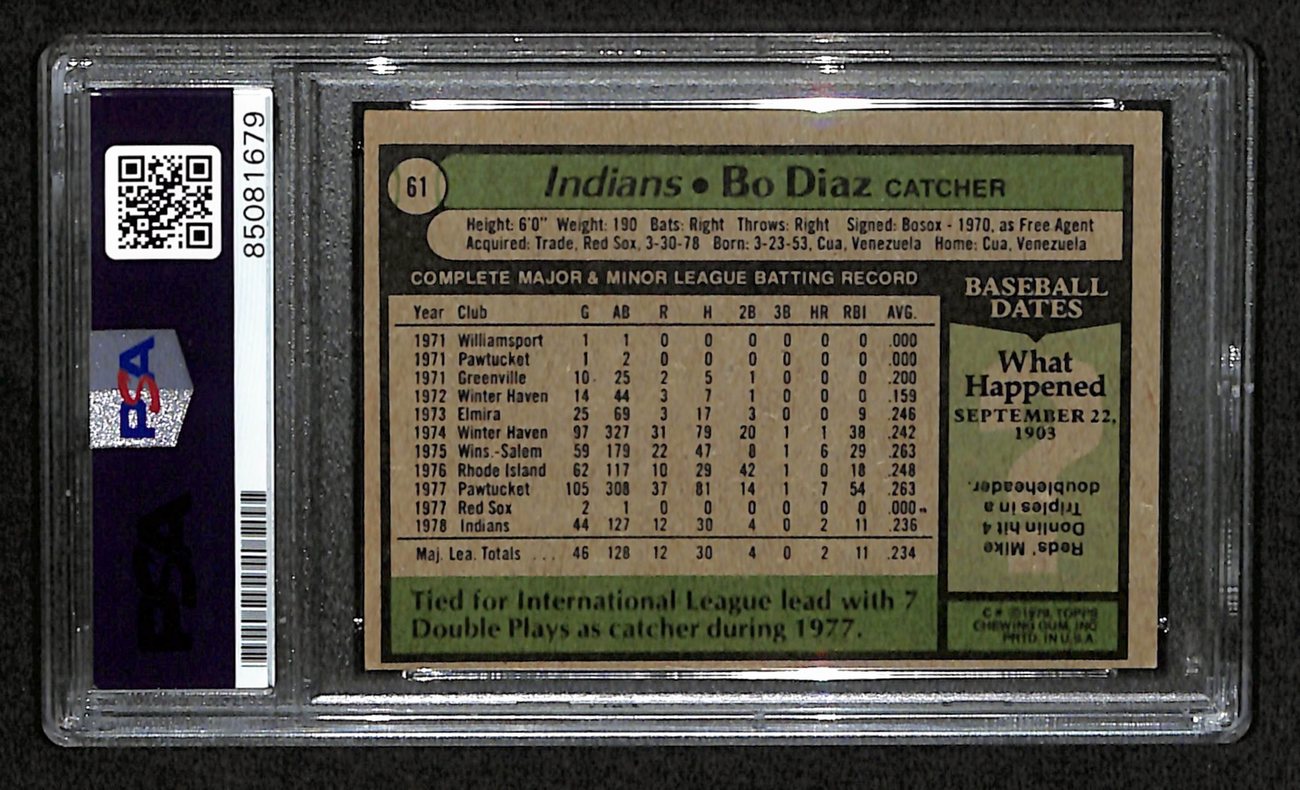 85081679
PSA
PSA
61
Indians • Bo Diaz CATCHER
Height: 6'0" Weight: 190 Bats: Right Throws: Right Signed: Bosox - 1970, as Free Agent
Acquired: Trade, Red Sox, 3-30-78 Born: 3-23-53, Cua, Venezuela Home: Cua, Venezuela
COMPLETE MAJOR & MINOR LEAGUE BATTING RECORD
Year Club G AB R H 2B 3B HR RBI AVG.
1971 Williamsport 1 1 0 0 0 0 0 0 .000
1971 Pawtucket 1 2 0 0 0 0 0 0 .000
1971 Greenville 10 25 2 5 1 0 0 0 .200
1972 Winter Haven 14 44 3 7 1 0 0 0 .159
1973 Elmira 25 69 3 17 3 0 0 9 .246
1974 Winter Haven 97 327 31 79 20 1 1 38 .242
1975 Wins.-Salem 59 179 22 47 8 1 6 29 .263
1976 Rhode Island 62 117 10 29 42 1 0 18 .248
1977 Pawtucket 105 308 37 81 14 1 7 54 .263
1977 Red Sox 2 1 0 0 0 0 0 0 .000
1978 Indians 44 127 12 30 4 0 2 11 .236
Maj. Lea. Totals ... 46 128 12 30 4 0 2 11 .234
Tied for International League lead with 7
Double Plays as catcher during 1977.
BASEBALL
DATES
What
Happened
SEPTEMBER 22,
1903
?
Reds' Mike
Donlin hit 4
Triples in a
doubleheader.
C# © 1979, TOPPS
CHEWING GUM, INC
PRTD. IN U.S.A.